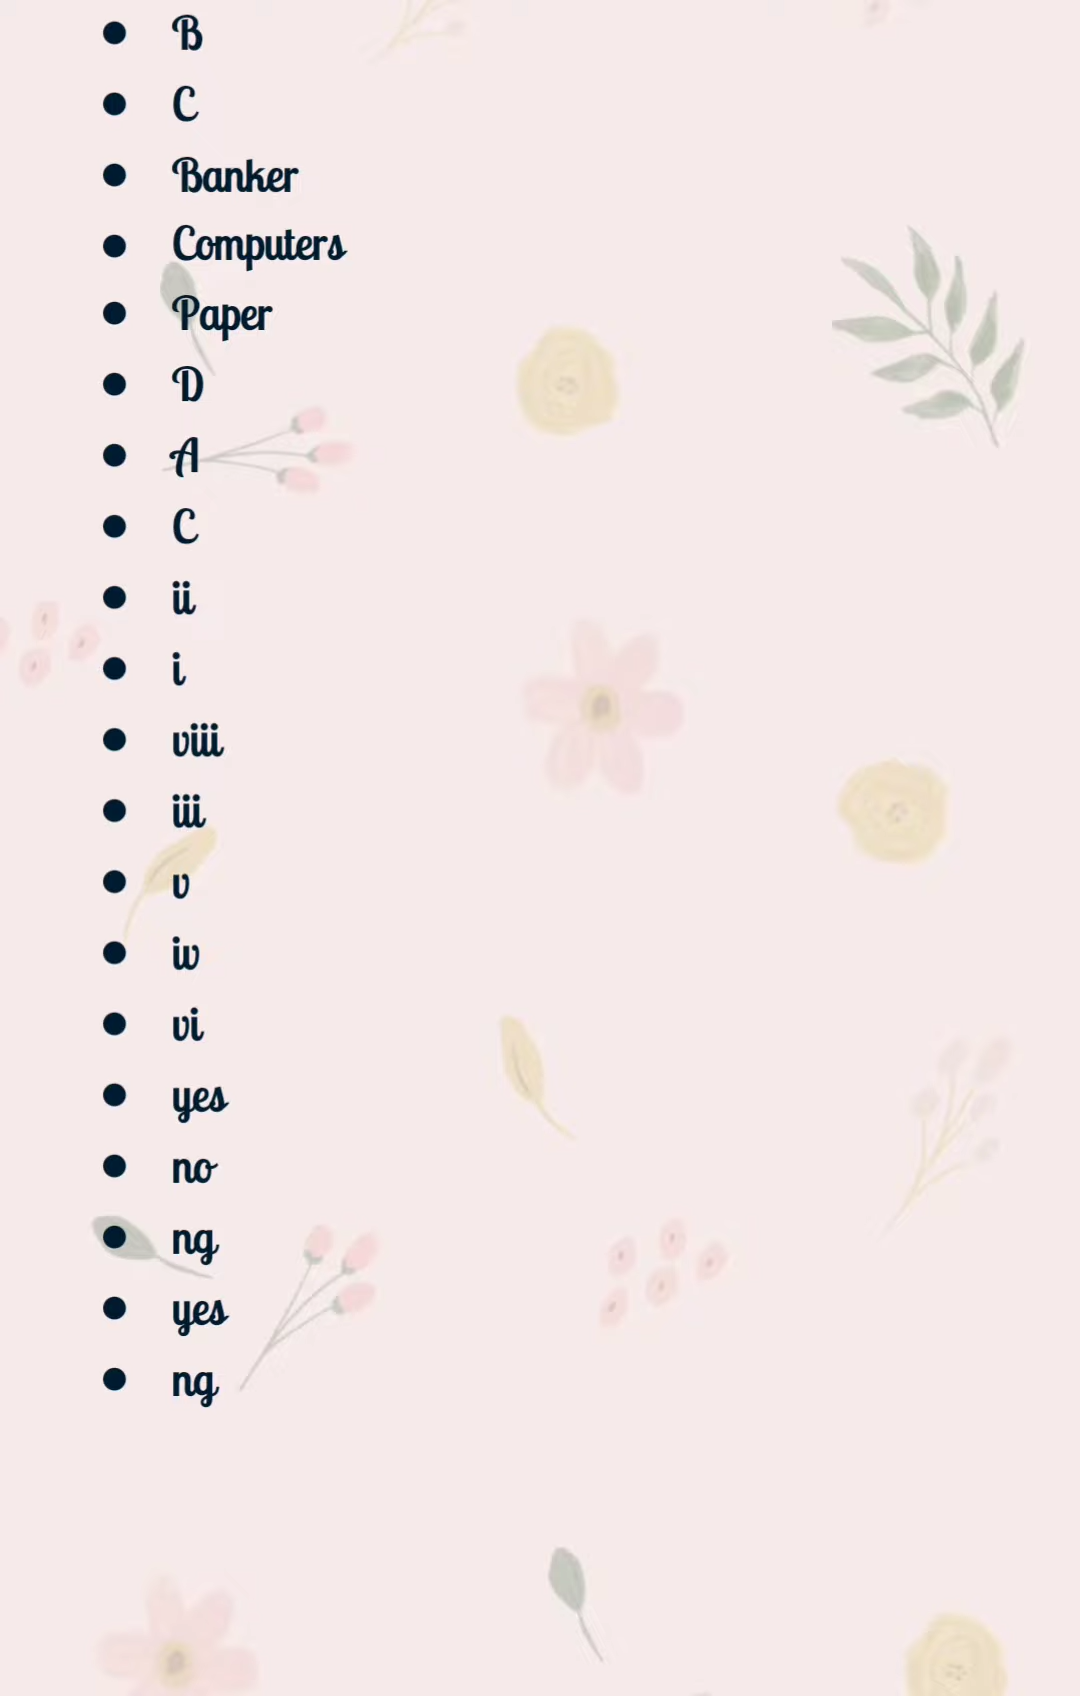 • B
• C
• Banker
• Computers
• Paper
• D
• A
• C
• ii
• i
• viii
• iii
• v
• iv
• vi
• yes
• no
• ng
• yes
• ng